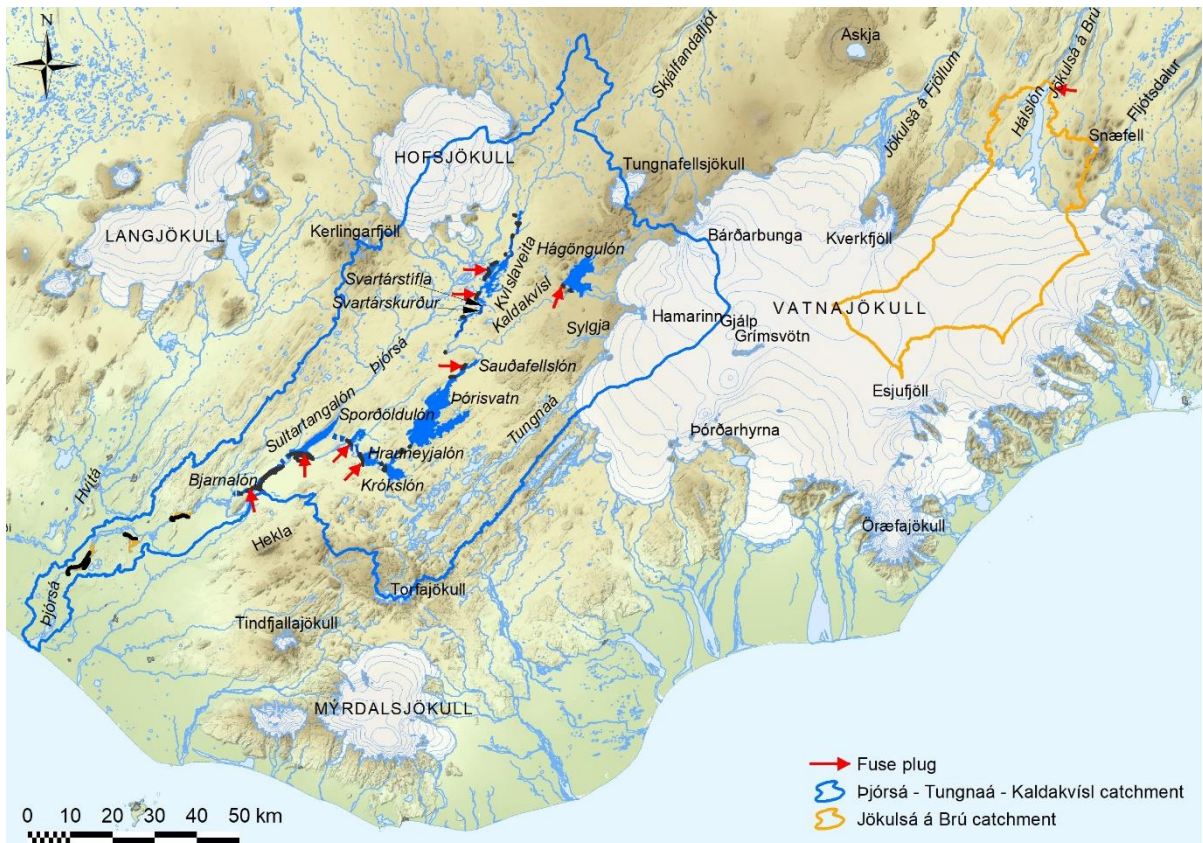 N
Askja
Skjálfandafljót
Jökulsá á Fjöllum
Hálslón
Jökulsá á Brú
Fljótsdalur
Snæfell
HOFSJÖKULL
Tungnafellsjökull
LANGJÖKULL
Kerlingarfjöll
Bárðarbunga
Kverkfjöll
Hágöngulón
Svartárstífla
Kvíslaveita
Svartárskurður
Kaldakvísl
VATNAJÖKULL
Hamarinn
Gjálp
Sylgja
Grímsvötn
Þjórsá
Sauðafellslón
Esjufjöll
Þórisvatn
Sultartangalón
Sporðöldulón
Tungnaá
Þórðarhyrna
Hrauneyjalón
Bjarnalón
Krókslón
Hvítá
Öræfajökull
Hekla
Torfajökull
Þjórsá
Tindfjallajökull
MÝRDALSJÖKULL
Fuse plug
Þjórsá - Tungnaá - Kaldakvísl catchment
Jökulsá á Brú catchment
0 10 20 30 40 50 km